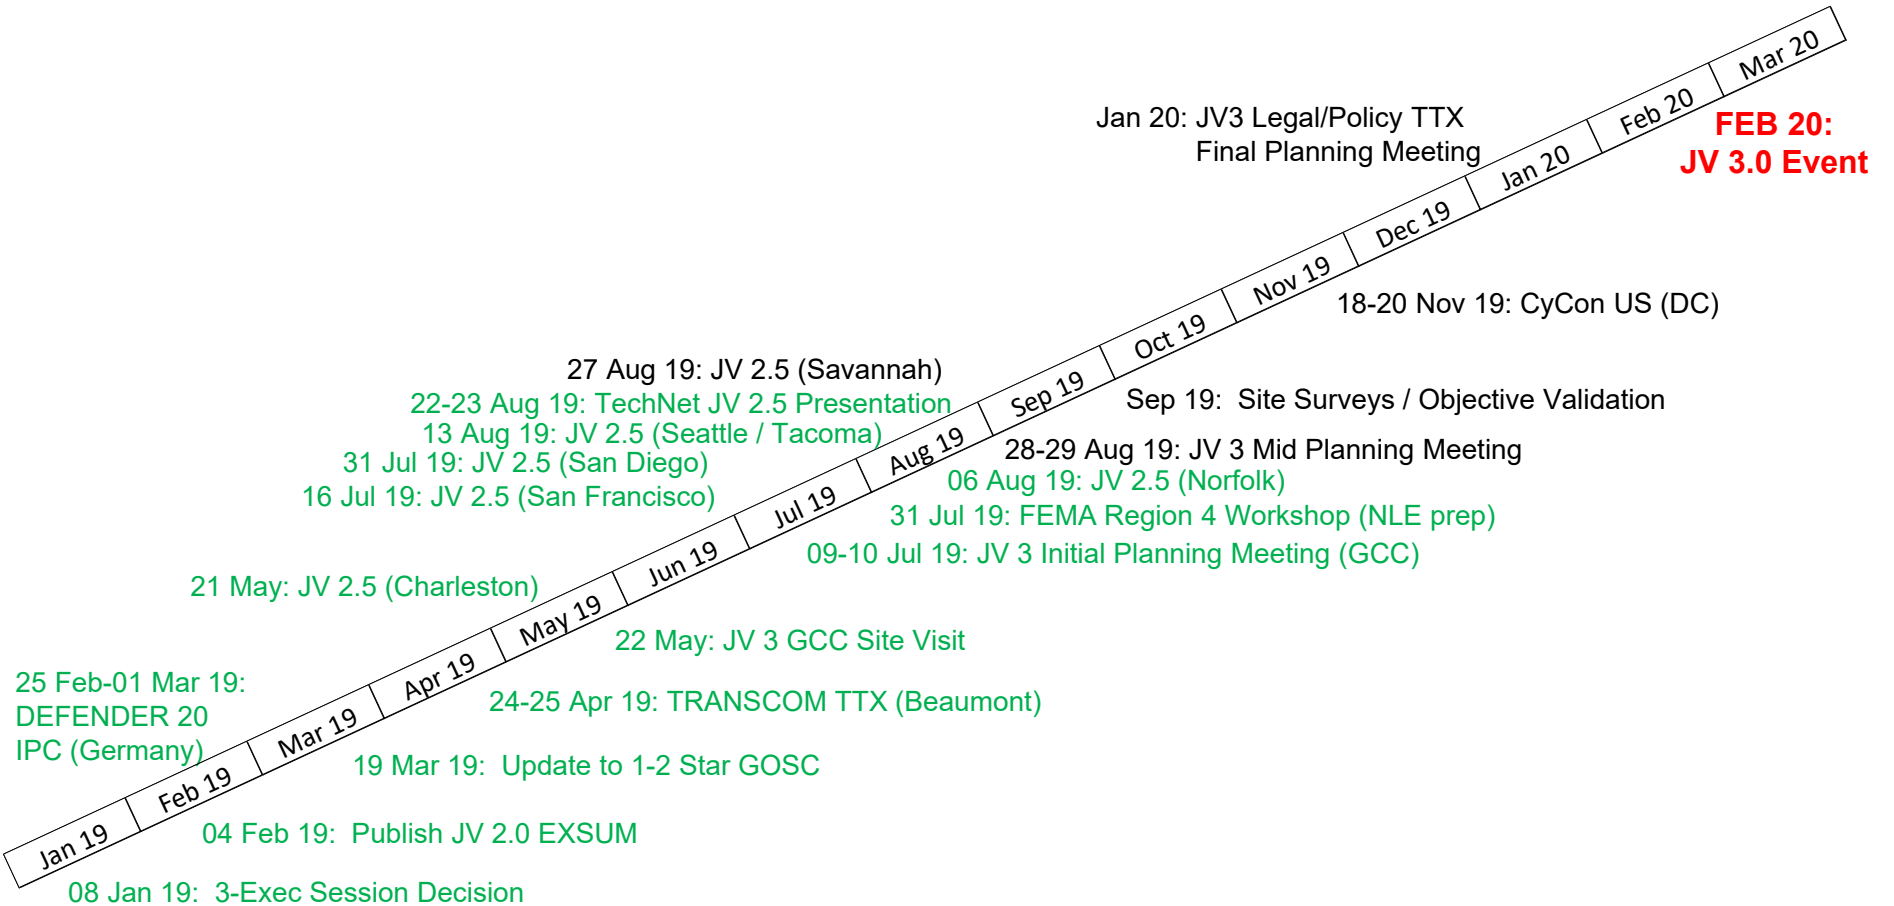 Mar 20
Feb 20
Jan 20: JV3 Legal/Policy TTX
Final Planning Meeting
FEB 20:
JV 3.0 Event
Jan 20
Dec 19
Nov 19
18-20 Nov 19: CyCon US (DC)
Oct 19
27 Aug 19: JV 2.5 (Savannah)
22-23 Aug 19: TechNet JV 2.5 Presentation
13 Aug 19: JV 2.5 (Seattle / Tacoma)
31 Jul 19: JV 2.5 (San Diego)
16 Jul 19: JV 2.5 (San Francisco)
Sep 19
Sep 19: Site Surveys / Objective Validation
Aug 19
28-29 Aug 19: JV 3 Mid Planning Meeting
06 Aug 19: JV 2.5 (Norfolk)
31 Jul 19: FEMA Region 4 Workshop (NLE prep)
09-10 Jul 19: JV 3 Initial Planning Meeting (GCC)
Jul 19
Jun 19
21 May: JV 2.5 (Charleston)
May 19
22 May: JV 3 GCC Site Visit
Apr 19
24-25 Apr 19: TRANSCOM TTX (Beaumont)
25 Feb-01 Mar 19:
DEFENDER 20
IPC (Germany)
Mar 19
19 Mar 19: Update to 1-2 Star GOSC
Feb 19
04 Feb 19: Publish JV 2.0 EXSUM
Jan 19
08 Jan 19: 3-Exec Session Decision